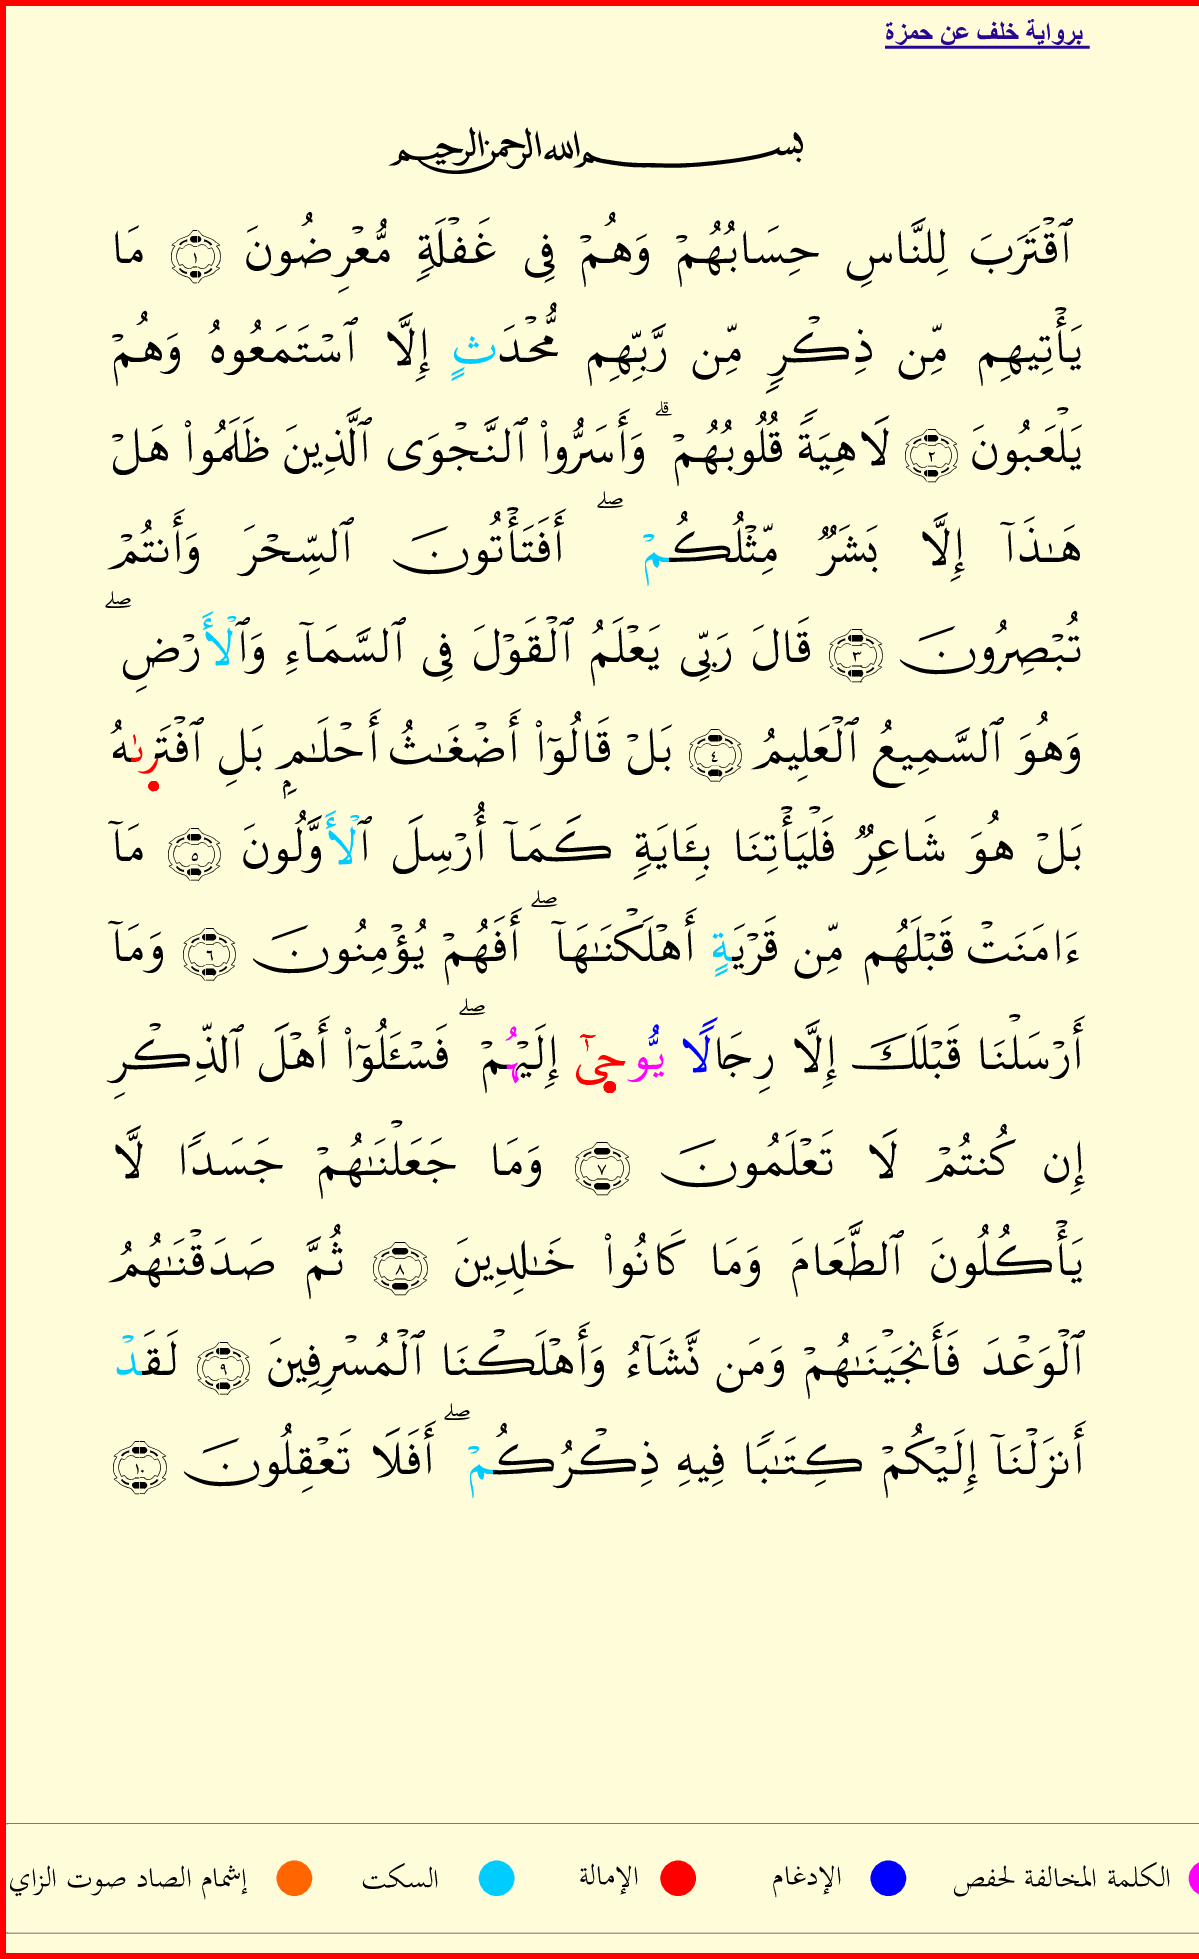 برواية خلف عن حمزة
بسم الله الرحمن الرحيم
ٱقْتَرَبَ لِلنَّاسِ حِسَابُهُمْ وَهُمْ فِى غَفْلَةٍ مُّعْرِضُونَ ١ مَا
يَأْتِيهِم مِّن ذِكْرٍ مِّن رَّبِّهِم مُّحْدَثٍ إِلَّا ٱسْتَمَعُوهُ وَهُمْ
يَلْعَبُونَ ٢ لَاهِيَةً قُلُوبُهُمْ ۗ وَأَسَرُّواْ ٱلنَّجْوَى ٱلَّذِينَ ظَلَمُواْ هَلْ
هَـٰذَآ إِلَّا بَشَرٌ مِّثْلُكُمْ ۖ أَفَتَأْتُونَ ٱلسِّحْرَ وَأَنتُمْ
تُبْصِرُونَ ٣ قَالَ رَبِّى يَعْلَمُ ٱلْقَوْلَ فِى ٱلسَّمَآءِ وَٱلْأَرْضِ ۖ
وَهُوَ ٱلسَّمِيعُ ٱلْعَلِيمُ ٤ بَلْ قَالُوٓاْ أَضْغَـٰثُ أَحْلَـٰمٍۭ بَلِ ٱفْتَرىٰهُ
بَلْ هُوَ شَاعِرٌ فَلْيَأْتِنَا بِـَٔايَةٍ كَمَآ أُرْسِلَ ٱلْأَوَّلُونَ ٥ مَآ
ءَامَنَتْ قَبْلَهُم مِّن قَرْيَةٍ أَهْلَكْنَـٰهَآ ۖ أَفَهُمْ يُؤْمِنُونَ ٦ وَمَآ
أَرْسَلْنَا قَبْلَكَ إِلَّا رِجَالًا يُّوحِىٰٓ إِلَيْهُمْ ۖ فَسْـَٔلُوٓاْ أَهْلَ ٱلذِّكْرِ
إِن كُنتُمْ لَا تَعْلَمُونَ ٧ وَمَا جَعَلْنَـٰهُمْ جَسَدًا لَّا
يَأْكُلُونَ ٱلطَّعَامَ وَمَا كَانُواْ خَـٰلِدِينَ ٨ ثُمَّ صَدَقْنَـٰهُمُ
ٱلْوَعْدَ فَأَنجَيْنَـٰهُمْ وَمَن نَّشَآءُ وَأَهْلَكْنَا ٱلْمُسْرِفِينَ ٩ لَقَدْ
أَنزَلْنَآ إِلَيْكُمْ كِتَـٰبًا فِيهِ ذِكْرُكُمْ ۖ أَفَلَا تَعْقِلُونَ ١٠
الكلمة المخالفة لحفص الإدغام الإمالة السكت إشمام الصاد صوت الزاي